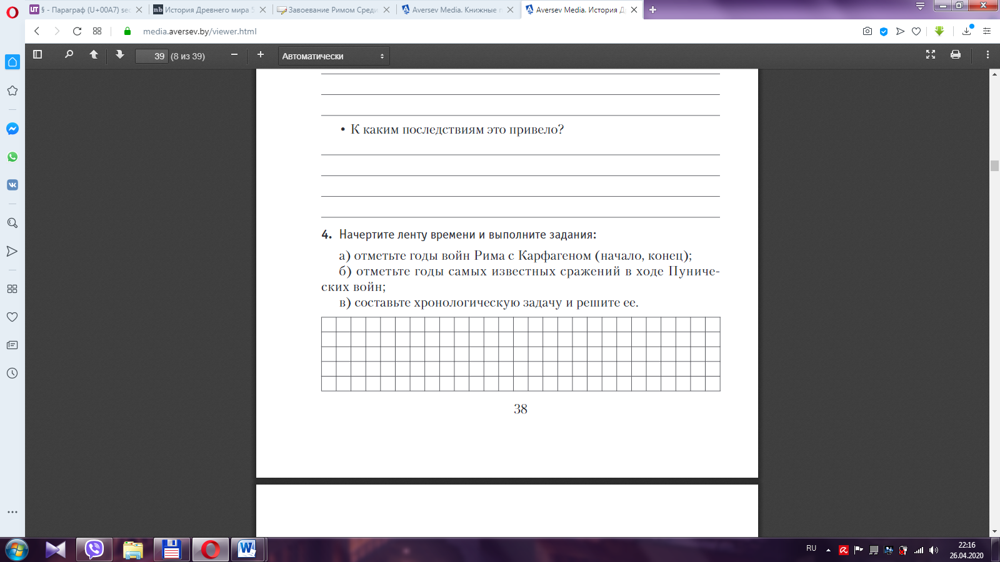 § - Параграф (U+00A7) sec
История Древнего мира 5
Завоевание Римом Среди
Aversev Media. Книжные п
Aversev Media. История Д
media.aversev.by/viewer.html
39 (8 из 39)
Автоматически
• К каким последствиям это привело?
4. Начертите ленту времени и выполните задания:
а) отметьте годы войн Рима с Карфагеном (начало, конец);
б) отметьте годы самых известных сражений в ходе Пуниче-
ских войн;
в) составьте хронологическую задачу и решите ее.
38
RU
22:16
26.04.2020